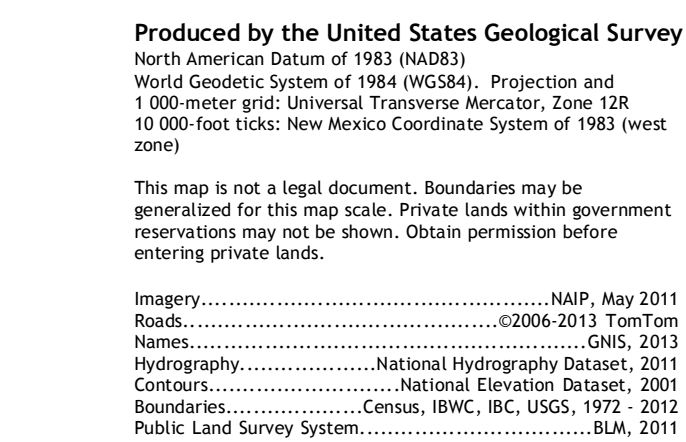 Produced by the United States Geological Survey
North American Datum of 1983 (NAD83)
World Geodetic System of 1984 (WGS84).  Projection and
1 000-meter grid: Universal Transverse Mercator, Zone 12R
10 000-foot ticks: New Mexico Coordinate System of 1983 (west
zone)
This map is not a legal document. Boundaries may be
generalized for this map scale. Private lands within government
reservations may not be shown. Obtain permission before
entering private lands.
Imagery....................................................NAIP, May 2011
Roads...............................................©2006-2013 TomTom
Names...........................................................GNIS, 2013
Hydrography....................National Hydrography Dataset, 2011
Contours............................National Elevation Dataset, 2001
Boundaries....................Census, IBWC, IBC, USGS, 1972 - 2012
Public Land Survey System..................................BLM, 2011